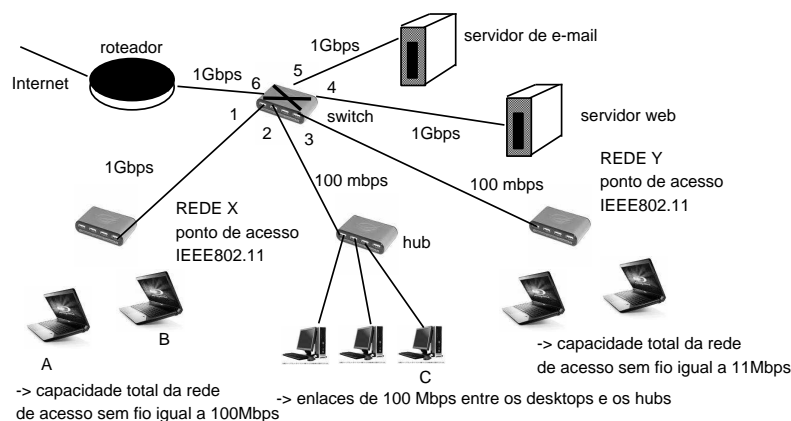 roteador
Internet
1Gbps
6
5
1Gbps
servidor de e-mail
4
1
2
3
switch
1Gbps
servidor web
1Gbps
100 mbps
100 mbps
REDE X
ponto de acesso
IEEE802.11
hub
REDE Y
ponto de acesso
IEEE802.11
A
B
C
-> capacidade total da rede
de acesso sem fio igual a 100Mbps
-> enlaces de 100 Mbps entre os desktops e os hubs
-> capacidade total da rede
de acesso sem fio igual a 11Mbps